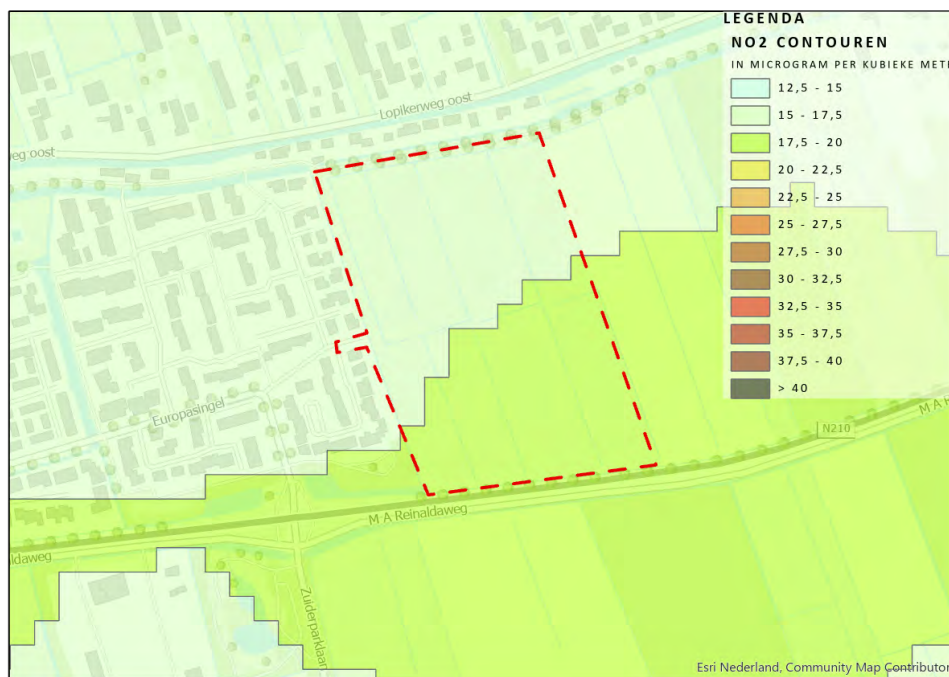 LEGENDA
NO2 CONTOUREN
IN MICROGRAM PER KUBIEKE METE
12,5 - 15
15 - 17,5
17,5 - 20
20 - 22,5
22,5 - 25
25 - 27,5
27,5 - 30
30 - 32,5
32,5 - 35
35 - 37,5
37,5 - 40
> 40
Lopikerweg oost
weg oost
Europasingel
N210
M A R
M A Reinaldaweg
ldaweg
Zuiderparklaan
Esri Nederland, Community Map Contributor